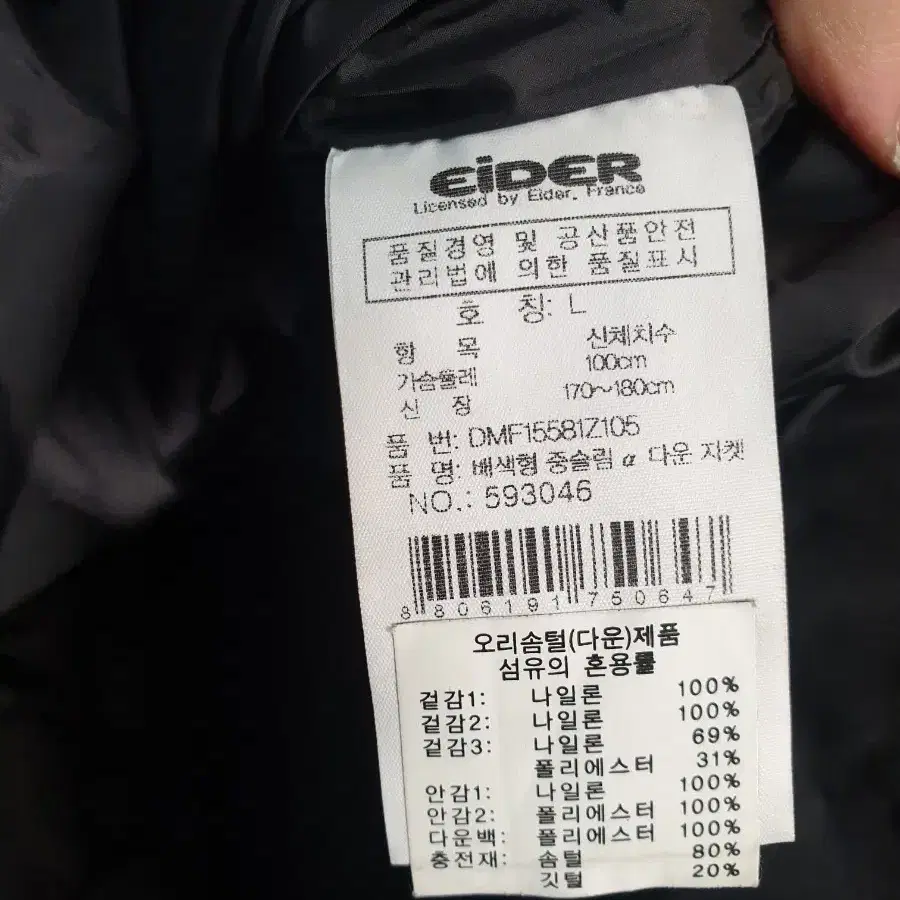 EiDER
Licensed by Eider, France
품질경영 및 공산품안전
관리법에 의한 품질표시
호 칭: L
항 목 신체치수
가슴둘레 100cm
신 장 170~180cm
품 번: DMF15581Z105
품 명: 배색형 중슬림 α 다운 자켓
NO.: 593046
8806191750647
오리솜털(다운)제품
섬유의 혼용률
겉감1: 나일론 100%
겉감2: 나일론 100%
겉감3: 나일론 69%
폴리에스터 31%
안감1: 나일론 100%
안감2: 폴리에스터 100%
다운백: 폴리에스터 100%
충전재: 솜털 80%
깃털 20%